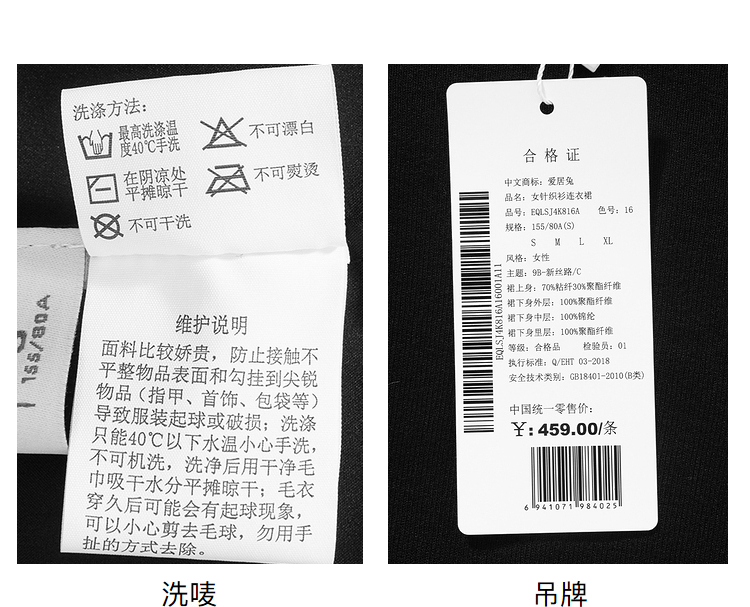 洗涤方法:
最高洗涤温
度40℃手洗
不可漂白
在阴凉处
平摊晾干
不可熨烫
不可干洗
155/80A
维护说明
面料比较娇贵，防止接触不
平整物品表面和勾挂到尖锐
物品（指甲、首饰、包袋等）
导致服装起球或破损；洗涤
只能40℃以下水温小心手洗，
不可机洗，洗净后用干净毛
巾吸干水分平摊晾干；毛衣
穿久后可能会有起球现象，
可以小心剪去毛球，勿用手
扯的方式去除。
洗唛
合格证
中文商标: 爱居兔
品名: 女针织衫连衣裙
品号: EQLSJ4K816A 色号: 16
规格: 155/80A(S)
S M L XL
风格: 女性
主题: 9B-新丝路/C
裙上身: 70%粘纤30%聚酯纤维
裙下身外层: 100%聚酯纤维
裙下身中层: 100%锦纶
裙下身里层: 100%聚酯纤维
等级: 合格品 检验员: 01
执行标准: Q/EHT 03-2018
安全技术类别: GB18401-2010(B类)
EQLSJ4K816A16001A11
中国统一零售价:
¥: 459.00/条
6 941071 984025
吊牌